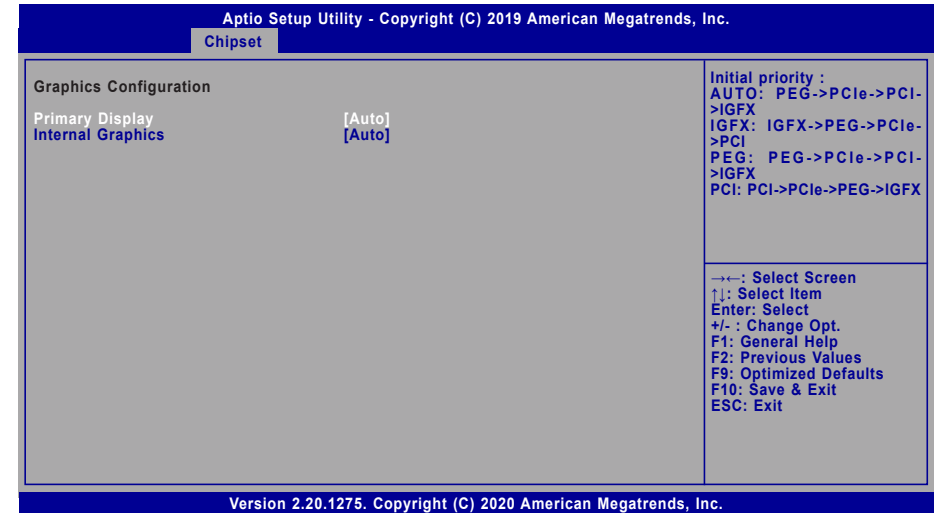 Aptio Setup Utility - Copyright (C) 2019 American Megatrends, Inc.
Chipset
Graphics Configuration
Primary Display [Auto]
Internal Graphics [Auto]
Initial priority :
AUTO: PEG->PCIe->PCI-
>IGFX
IGFX: IGFX->PEG->PCIe-
>PCI
PEG: PEG->PCIe->PCI-
>IGFX
PCI: PCI->PCIe->PEG->IGFX
→←: Select Screen
↑↓: Select Item
Enter: Select
+/- : Change Opt.
F1: General Help
F2: Previous Values
F9: Optimized Defaults
F10: Save & Exit
ESC: Exit
Version 2.20.1275. Copyright (C) 2020 American Megatrends, Inc.